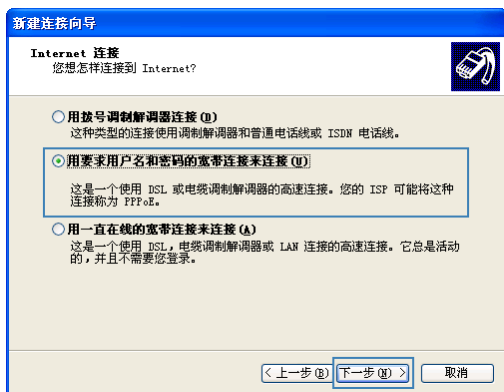 新建连接向导
Internet 连接
您想怎样连接到 Internet?
用拨号调制解调器连接(D)
这种类型的连接使用调制解调器和普通电话线或 ISDN 电话线。
用要求用户名和密码的宽带连接来连接(U)
这是一个使用 DSL 或电缆调制解调器的高速连接。您的 ISP 可能将这种
连接称为 PPPoE。
用一直在线的宽带连接来连接(A)
这是一个使用 DSL,电缆调制解调器或 LAN 连接的高速连接。它总是活动
的,并且不需要您登录。
<上一步(B) 下一步(N)> 取消